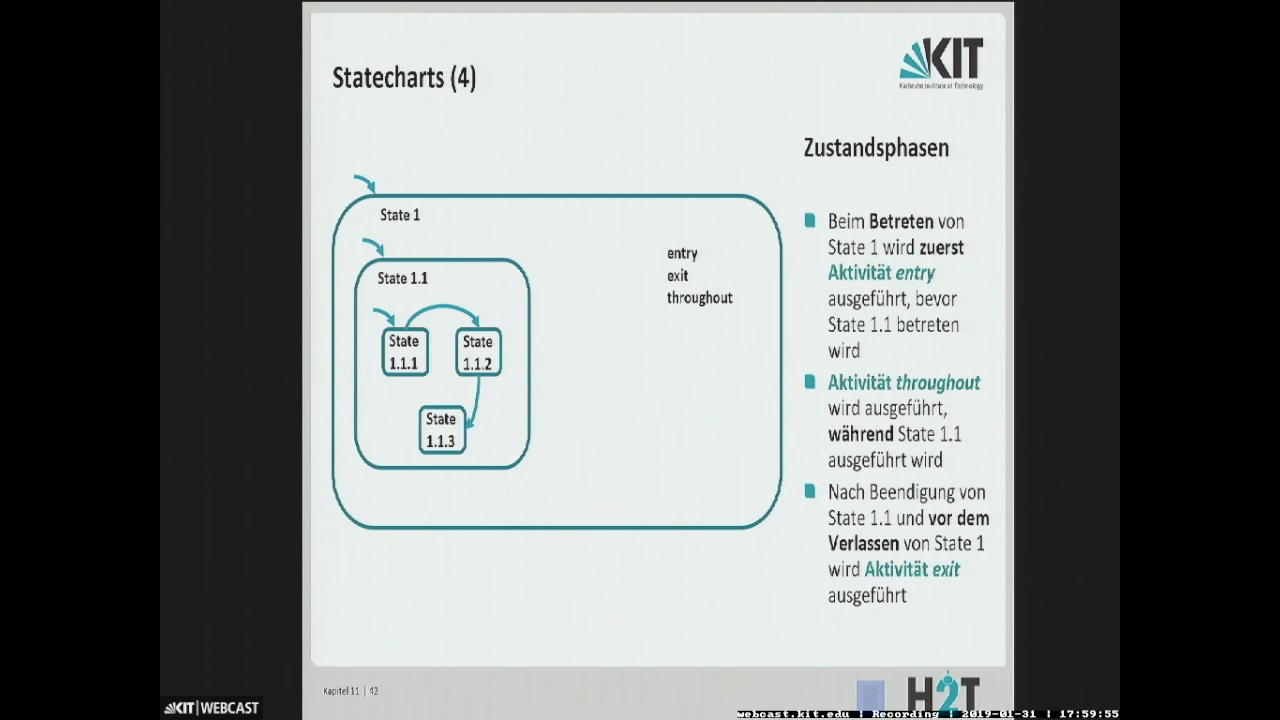 Statecharts (4)
KIT
Karlsruhe Institute of Technology
Zustandsphasen
State 1
State 1.1
State
1.1.1
State
1.1.2
State
1.1.3
entry
exit
throughout
Beim Betreten von
State 1 wird zuerst
Aktivität entry
ausgeführt, bevor
State 1.1 betreten
wird
Aktivität throughout
wird ausgeführt,
während State 1.1
ausgeführt wird
Nach Beendigung von
State 1.1 und vor dem
Verlassen von State 1
wird Aktivität exit
ausgeführt
Kapitel 11 | 42
H2T
KIT | WEBCAST
webcast.kit.edu | Recording | 2019-01-31 | 17:59:55